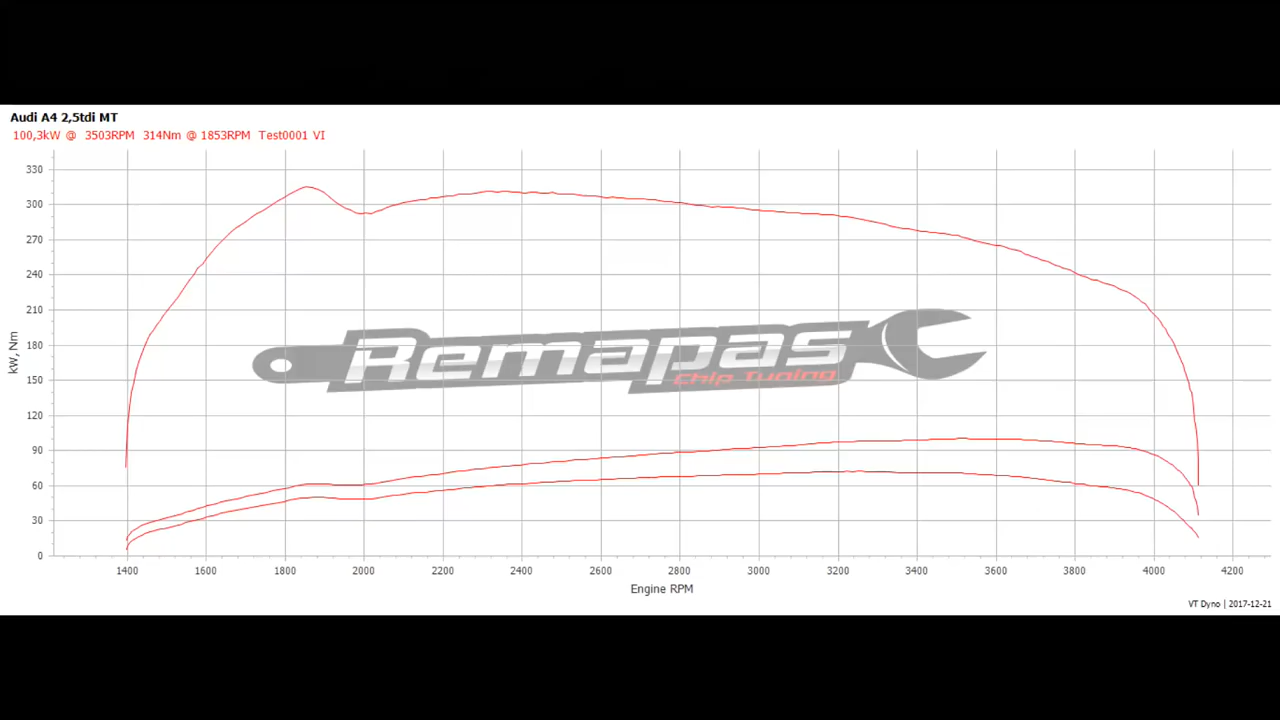 Audi A4 2,5tdi MT
100,3kW @ 3503RPM 314Nm @ 1853RPM Test0001 VI
330
300
270
240
210
180
150
120
90
60
30
0
kW, Nm
Remapas
Chip Tuning
1400 1600 1800 2000 2200 2400 2600 2800 3000 3200 3400 3600 3800 4000 4200
Engine RPM
VT Dyno | 2017-12-21